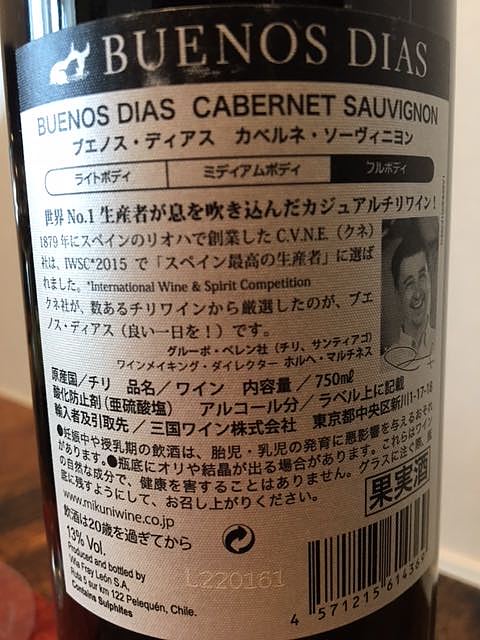 BUENOS DIAS
BUENOS DIAS CABERNET SAUVIGNON
ブエノス・ディアス カベルネ・ソーヴィニヨン
ライトボディ ミディアムボディ フルボディ
世界No.1生産者が息を吹き込んだカジュアルチリワイン!
1879年にスペインのリオハで創業したC.V.N.E.(クネ)
社は、IWSC*2015で「スペイン最高の生産者」に選ば
れました。*International Wine & Spirit Competition
クネ社が、数あるチリワインから厳選したのが、ブエ
ノス・ディアス(良い一日を!)です。
グルーポ・ベレン社(チリ、サンティアゴ)
ワインメイキング・ディレクター ホルヘ・マルチネス
原産国/チリ 品名/ワイン 内容量/750mℓ
酸化防止剤(亜硫酸塩) アルコール分/ラベル上に記載
輸入者及引取先/三国ワイン株式会社 東京都中央区新川1-17-18
●妊娠中や授乳期の飲酒は、胎児・乳児の発育に悪影響を与えるおそれ
があります。●瓶底にオリや結晶が出る場合があります。これらはワイン
の自然な成分で、健康を害することはありません。グラスに注ぐ際、瓶
底に残すようにして、お召し上がりください。
www.mikuniwine.co.jp
果実酒
飲酒は20歳を過ぎてから
13% Vol.
Produced and bottled by
Viña Frey León S.A.
Ruta 5 sur km 122 Pelequén, Chile.
Contains Sulphites
L220161
4 571215 614369